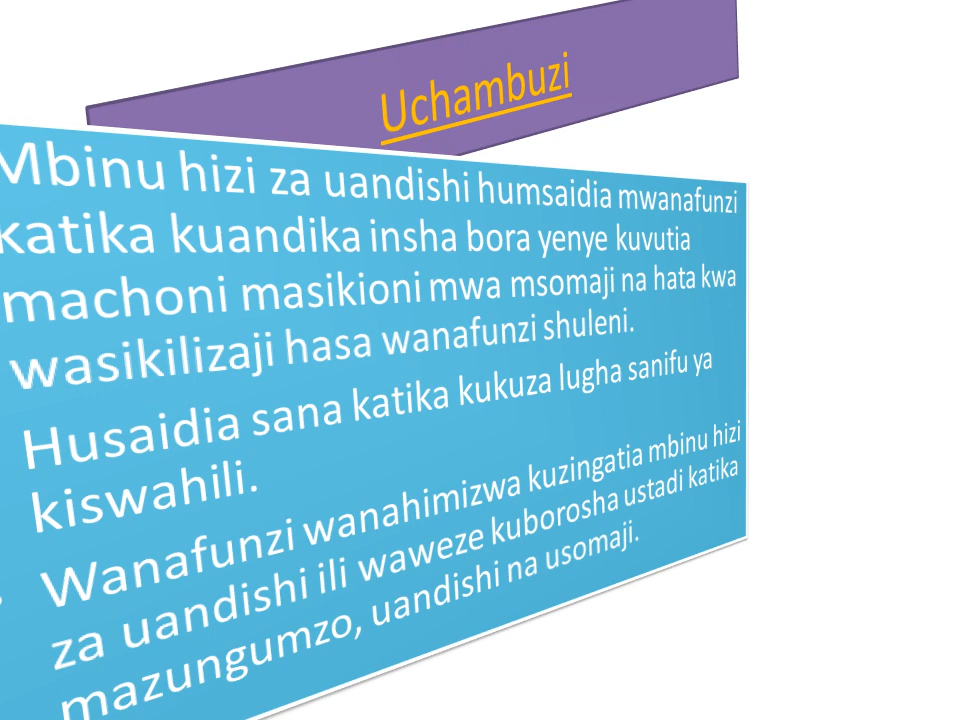 Uchambuzi
Mbinu hizi za uandishi humsaidia mwanafunzi
katika kuandika insha bora yenye kuvutia
machoni masikioni mwa msomaji na hata kwa
wasikilizaji hasa wanafunzi shuleni.
Husaidia sana katika kukuza lugha sanifu ya
kiswahili.
Wanafunzi wanahimizwa kuzingatia mbinu hizi
za uandishi ili waweze kuborosha ustadi katika
mazungumzo, uandishi na usomaji.